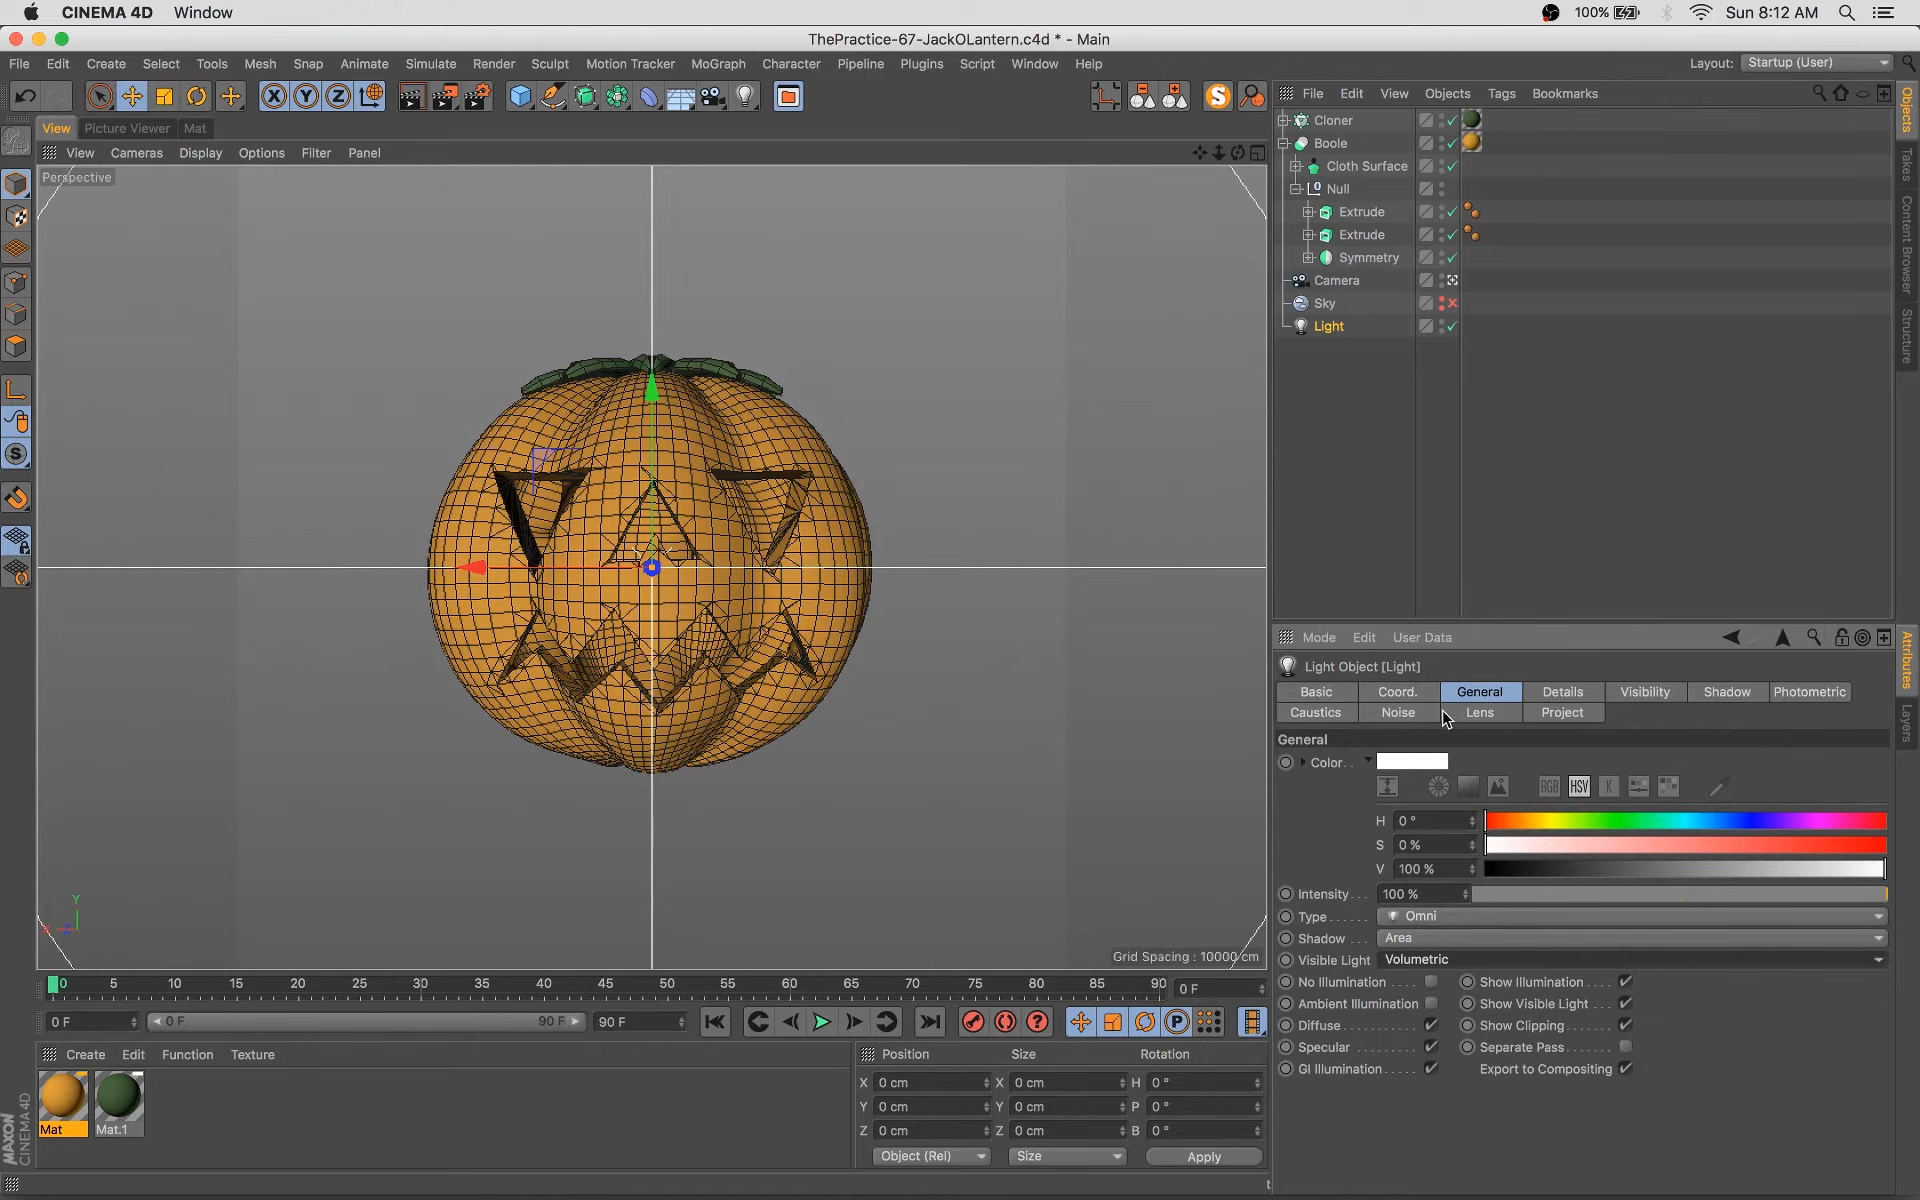 CINEMA 4D Window 100% Sun 8:12 AM
ThePractice-67-JackOLantern.c4d * - Main
File Edit Create Select Tools Mesh Snap Animate Simulate Render Sculpt Motion Tracker MoGraph Character Pipeline Plugins Script Window Help Layout: Startup (User)
X Y Z S
File Edit View Objects Tags Bookmarks
View Picture Viewer Mat
View Cameras Display Options Filter Panel
Perspective
Cloner
Boole
Cloth Surface
Null
Extrude
Extrude
Symmetry
Camera
Sky
Light
Objects
Takes
Content Browser
Structure
Mode Edit User Data
Light Object [Light]
Basic Coord. General Details Visibility Shadow Photometric
Caustics Noise Lens Project
General
Color. .
RGB HSV K
H 0 °
S 0 %
V 100 %
Intensity. . . 100 %
Type . . . . . . Omni
Shadow . . . Area
Visible Light Volumetric
No Illumination . . . . Show Illumination . . . .
Ambient Illumination Show Visible Light . . .
Diffuse . . . . . . . . . . . Show Clipping . . . . . . .
Specular . . . . . . . . . Separate Pass . . . . . . .
GI Illumination . . . . . Export to Compositing
Attributes
Layers
Y
X
Grid Spacing : 10000 cm
0 5 10 15 20 25 30 35 40 45 50 55 60 65 70 75 80 85 90 0 F
0 F 0 F 90 F 90 F
P
Create Edit Function Texture
Mat Mat.1
Position Size Rotation
X 0 cm X 0 cm H 0 °
Y 0 cm Y 0 cm P 0 °
Z 0 cm Z 0 cm B 0 °
Object (Rel) Size Apply
MAXON
CINEMA 4D